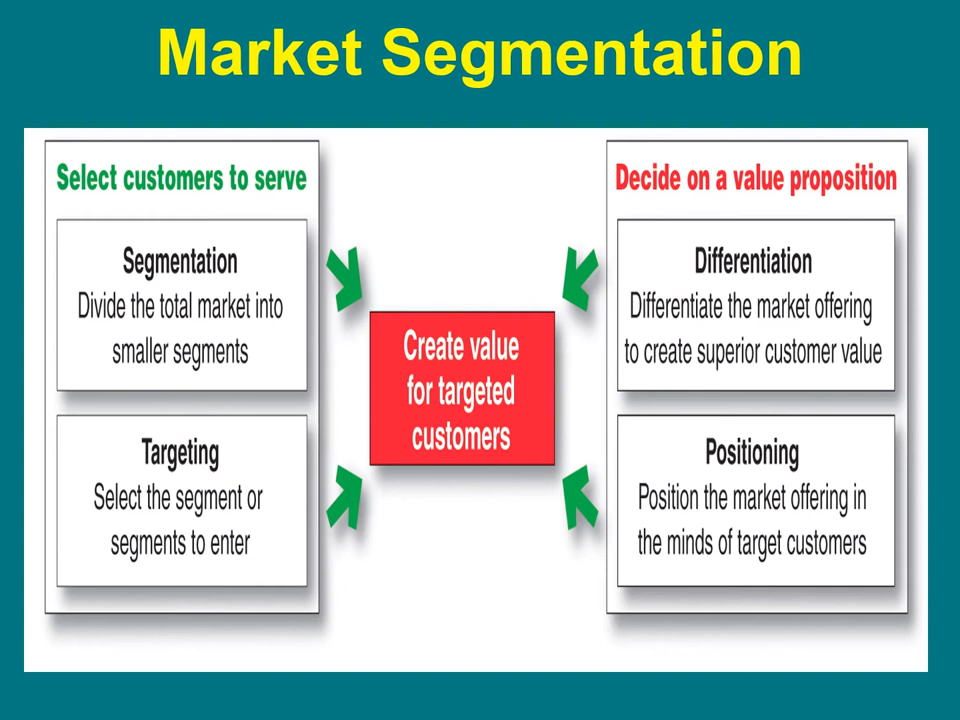 Market Segmentation
Select customers to serve
Segmentation
Divide the total market into
smaller segments
Targeting
Select the segment or
segments to enter
Create value
for targeted
customers
Decide on a value proposition
Differentiation
Differentiate the market offering
to create superior customer value
Positioning
Position the market offering in
the minds of target customers